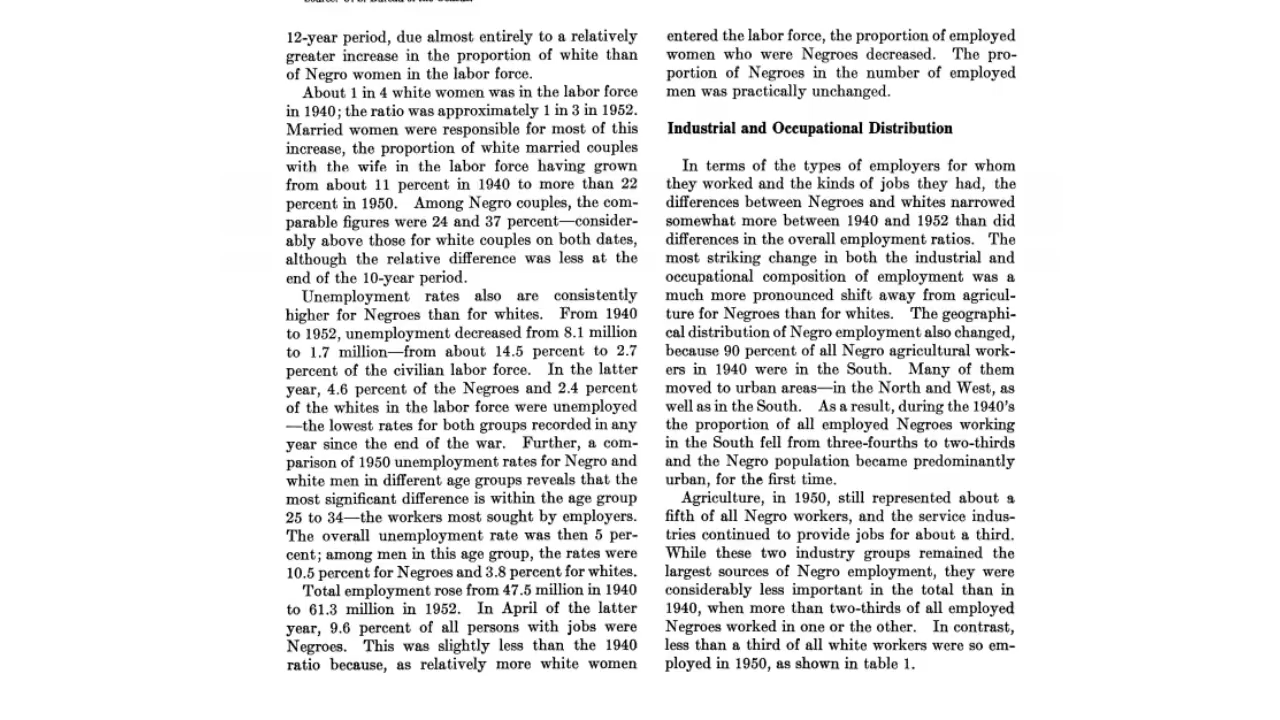 12-year period, due almost entirely to a relatively
greater increase in the proportion of white than
of Negro women in the labor force.
About 1 in 4 white women was in the labor force
in 1940; the ratio was approximately 1 in 3 in 1952.
Married women were responsible for most of this
increase, the proportion of white married couples
with the wife in the labor force having grown
from about 11 percent in 1940 to more than 22
percent in 1950. Among Negro couples, the com-
parable figures were 24 and 37 percent—consider-
ably above those for white couples on both dates,
although the relative difference was less at the
end of the 10-year period.
Unemployment rates also are consistently
higher for Negroes than for whites. From 1940
to 1952, unemployment decreased from 8.1 million
to 1.7 million—from about 14.5 percent to 2.7
percent of the civilian labor force. In the latter
year, 4.6 percent of the Negroes and 2.4 percent
of the whites in the labor force were unemployed
—the lowest rates for both groups recorded in any
year since the end of the war. Further, a com-
parison of 1950 unemployment rates for Negro and
white men in different age groups reveals that the
most significant difference is within the age group
25 to 34—the workers most sought by employers.
The overall unemployment rate was then 5 per-
cent; among men in this age group, the rates were
10.5 percent for Negroes and 3.8 percent for whites.
Total employment rose from 47.5 million in 1940
to 61.3 million in 1952. In April of the latter
year, 9.6 percent of all persons with jobs were
Negroes. This was slightly less than the 1940
ratio because, as relatively more white women
entered the labor force, the proportion of employed
women who were Negroes decreased. The pro-
portion of Negroes in the number of employed
men was practically unchanged.
Industrial and Occupational Distribution
In terms of the types of employers for whom
they worked and the kinds of jobs they had, the
differences between Negroes and whites narrowed
somewhat more between 1940 and 1952 than did
differences in the overall employment ratios. The
most striking change in both the industrial and
occupational composition of employment was a
much more pronounced shift away from agricul-
ture for Negroes than for whites. The geographi-
cal distribution of Negro employment also changed,
because 90 percent of all Negro agricultural work-
ers in 1940 were in the South. Many of them
moved to urban areas—in the North and West, as
well as in the South. As a result, during the 1940's
the proportion of all employed Negroes working
in the South fell from three-fourths to two-thirds
and the Negro population became predominantly
urban, for the first time.
Agriculture, in 1950, still represented about a
fifth of all Negro workers, and the service indus-
tries continued to provide jobs for about a third.
While these two industry groups remained the
largest sources of Negro employment, they were
considerably less important in the total than in
1940, when more than two-thirds of all employed
Negroes worked in one or the other. In contrast,
less than a third of all white workers were so em-
ployed in 1950, as shown in table 1.